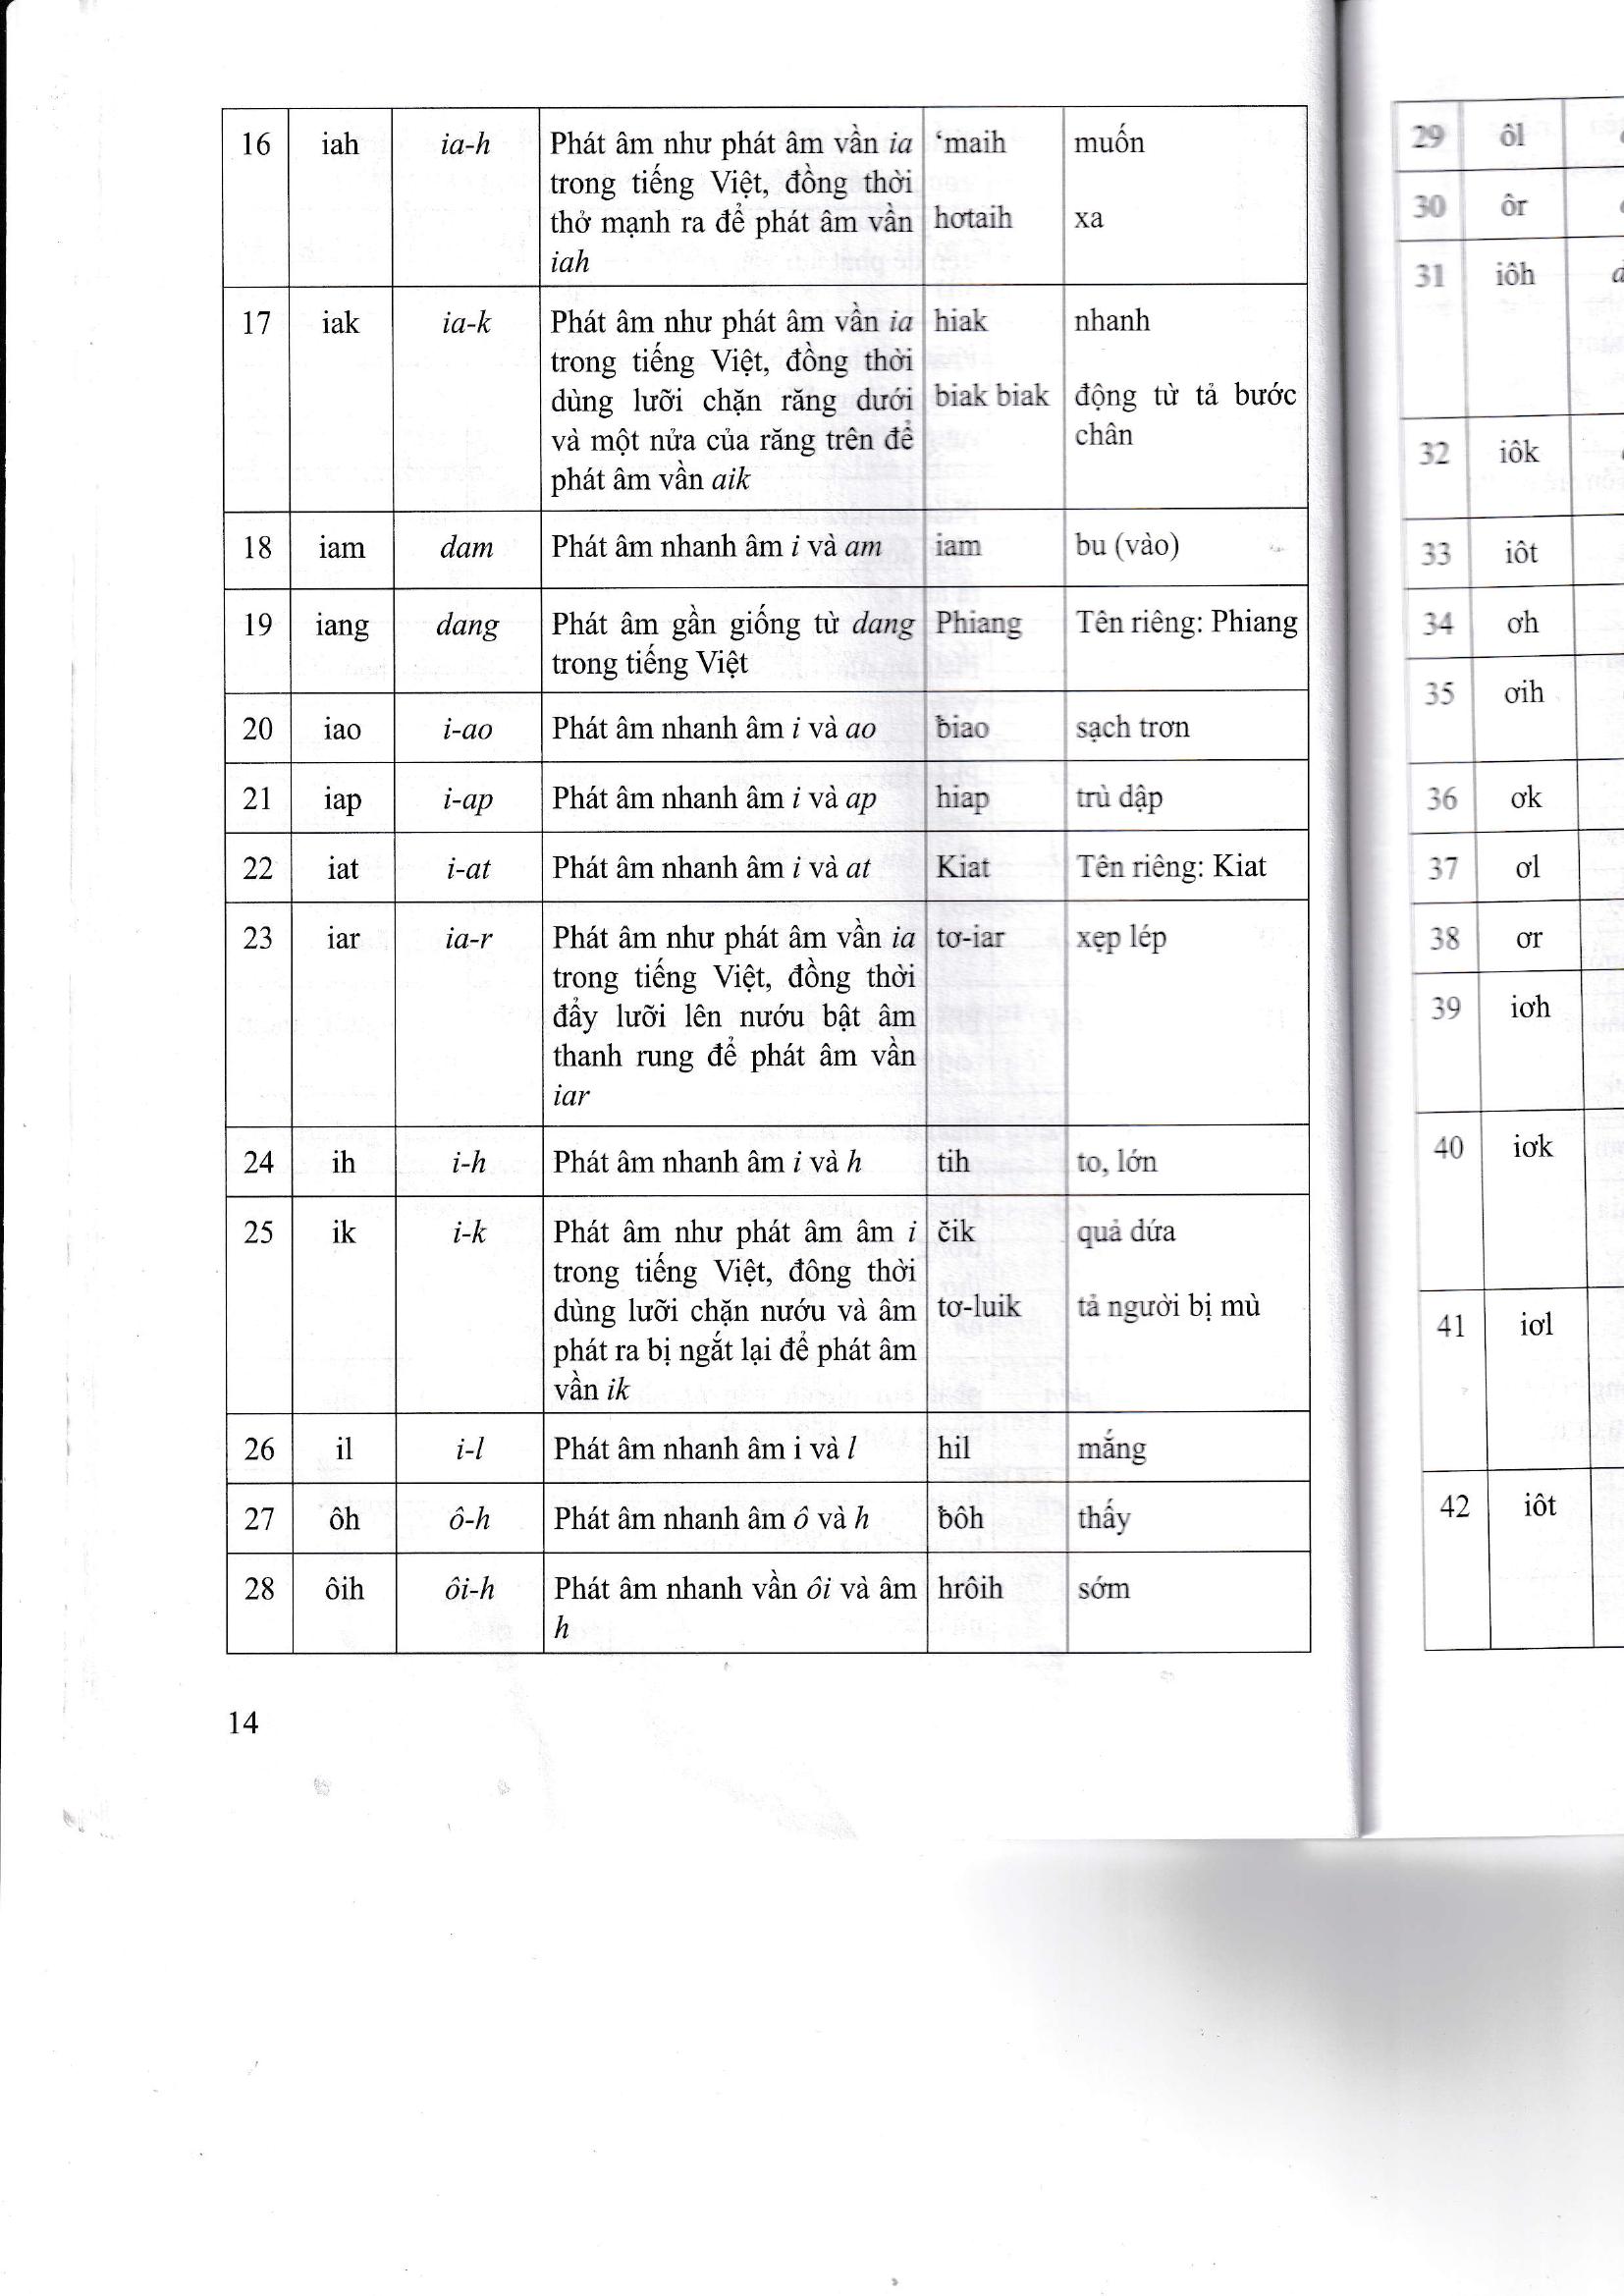 16 iah ia-h Phát âm như phát âm vần ia ‘maih muốn
trong tiếng Việt, đồng thời
thở mạnh ra để phát âm vần hơtaih xa
iah
17 iak ia-k Phát âm như phát âm vần ia hiak nhanh
trong tiếng Việt, đồng thời
dùng lưỡi chặn răng dưới biak biak động từ tả bước
và một nửa của răng trên để chân
phát âm vần aik
18 iam dam Phát âm nhanh âm i và am iam bu (vào)
19 iang dang Phát âm gần giống từ dang Phiang Tên riêng: Phiang
trong tiếng Việt
20 iao i-ao Phát âm nhanh âm i và ao ƀiao sạch trơn
21 iap i-ap Phát âm nhanh âm i và ap hiap trù dập
22 iat i-at Phát âm nhanh âm i và at Kiat Tên riêng: Kiat
23 iar ia-r Phát âm như phát âm vần ia tơ-iar xẹp lép
trong tiếng Việt, đồng thời
đẩy lưỡi lên nướu bật âm
thanh rung để phát âm vần
iar
24 ih i-h Phát âm nhanh âm i và h tih to, lớn
25 ik i-k Phát âm như phát âm âm i čik quả dứa
trong tiếng Việt, đông thời
dùng lưỡi chặn nướu và âm tơ-luik tả người bị mù
phát ra bị ngắt lại để phát âm
vần ik
26 il i-l Phát âm nhanh âm i và l hil mắng
27 ôh ô-h Phát âm nhanh âm ô và h ƀôh thấy
28 ôih ôi-h Phát âm nhanh vần ôi và âm hrôih sớm
h
14
29 ôl
30 ôr
31 iôh
32 iôk
33 iôt
34 ơh
35 ơih
36 ơk
37 ơl
38 ơr
39 iơh
40 iơk
41 iơl
42 iôt